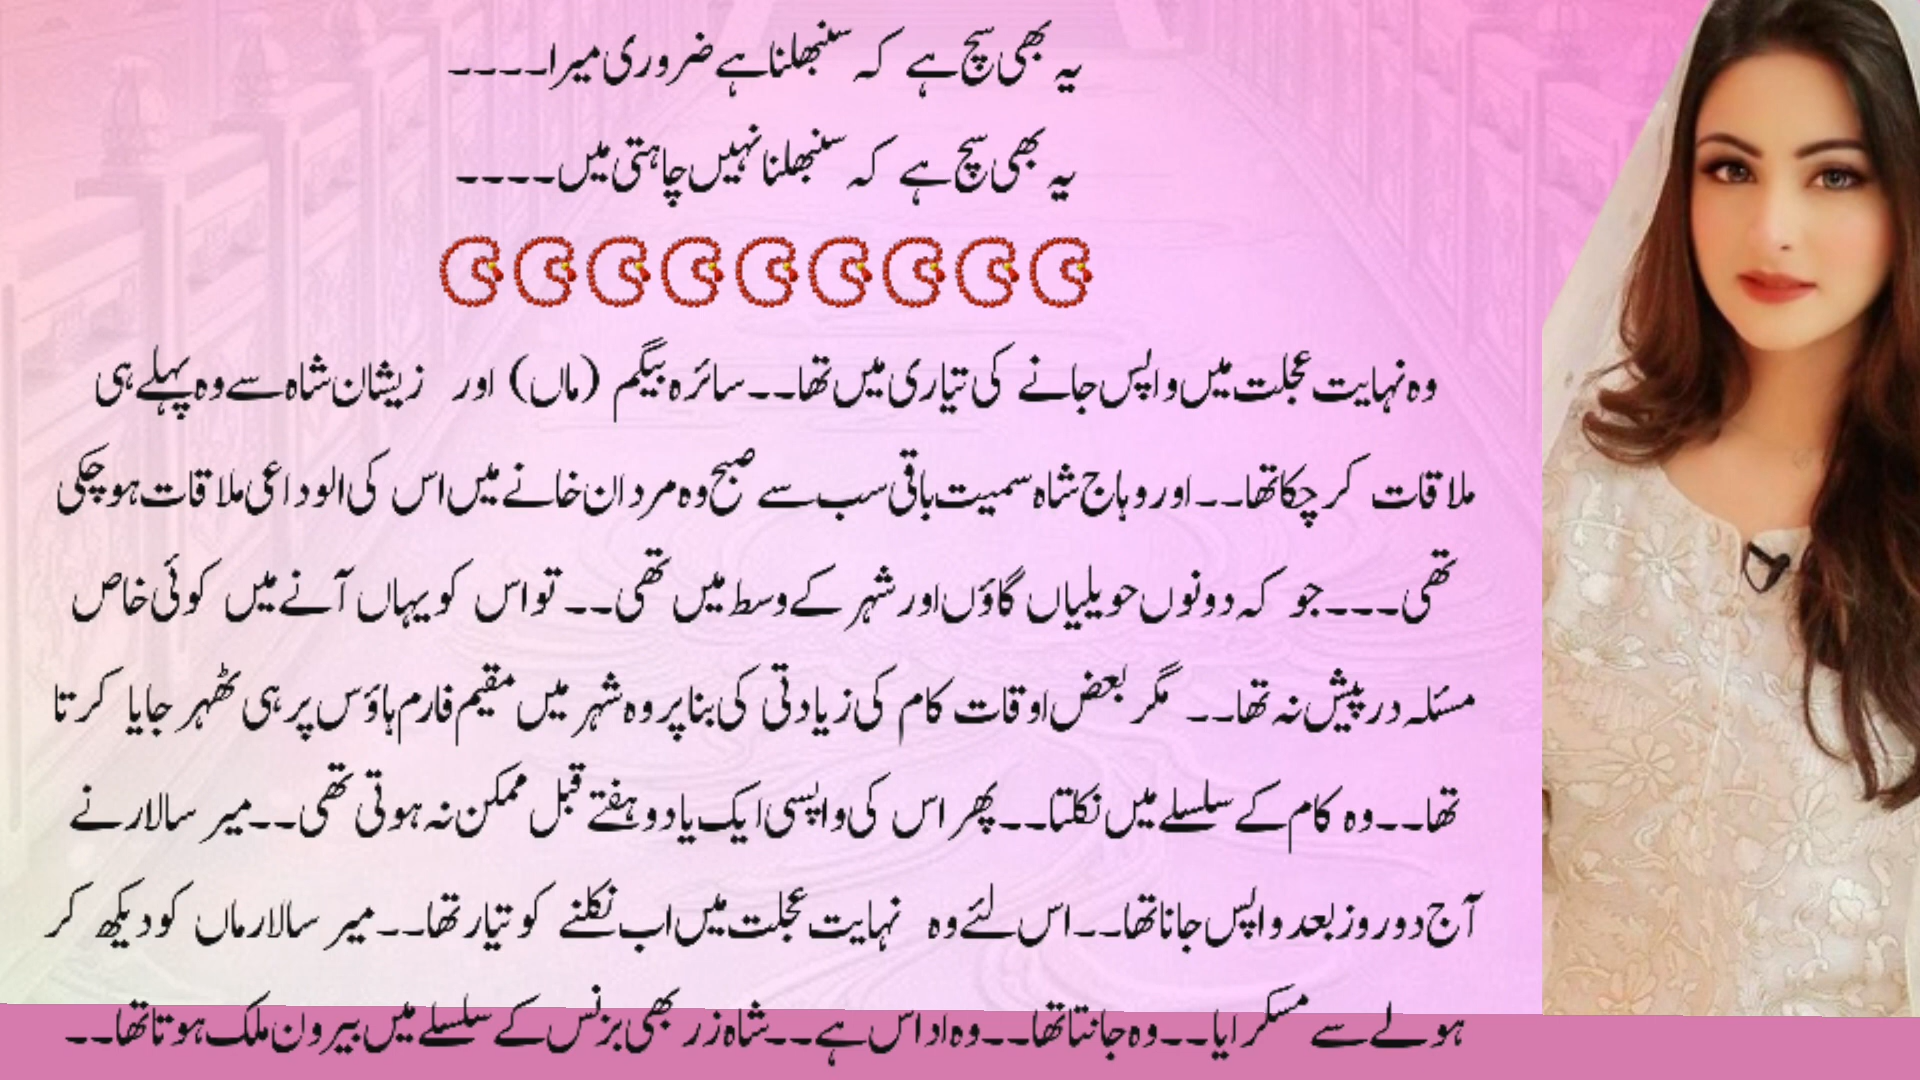 یہ بھی سچ ہے کہ سنبھلنا ہے ضروری میرا۔۔۔۔
یہ بھی سچ ہے کہ سنبھلنا نہیں چاہتی میں۔۔۔۔
وہ نہایت عجلت میں واپس جانے کی تیاری میں تھا۔۔سائرہ بیگم (ماں) اور زیشان شاہ سے وہ پہلے ہی
ملاقات کر چکا تھا۔۔اور وہاج شاہ سمیت باقی سب سے صبح وہ مردان خانے میں اس کی الوداعی ملاقات ہو چکی
تھی۔۔۔جو کہ دونوں حویلیاں گاؤں اور شہر کے وسط میں تھی۔۔ تو اس کو یہاں آنے میں کوئی خاص
مسئلہ درپیش نہ تھا۔۔ مگر بعض اوقات کام کی زیادتی کی بنا پر وہ شہر میں مقیم فارم ہاؤس پر ہی ٹھہر جایا کرتا
تھا۔۔وہ کام کے سلسلے میں نکلتا۔۔پھر اس کی واپسی ایک یا دو ہفتے قبل ممکن نہ ہوتی تھی۔۔میر سالار نے
آج دو روز بعد واپس جانا تھا۔۔اس لئے وہ نہایت عجلت میں اب نکلنے کو تیار تھا۔۔میر سالار ماں کو دیکھ کر
ہولے سے مسکرایا۔۔وہ جانتا تھا۔۔وہ اداس ہے۔۔شاہ زر بھی بزنس کے سلسلے میں بیرون ملک ہوتا تھا۔۔